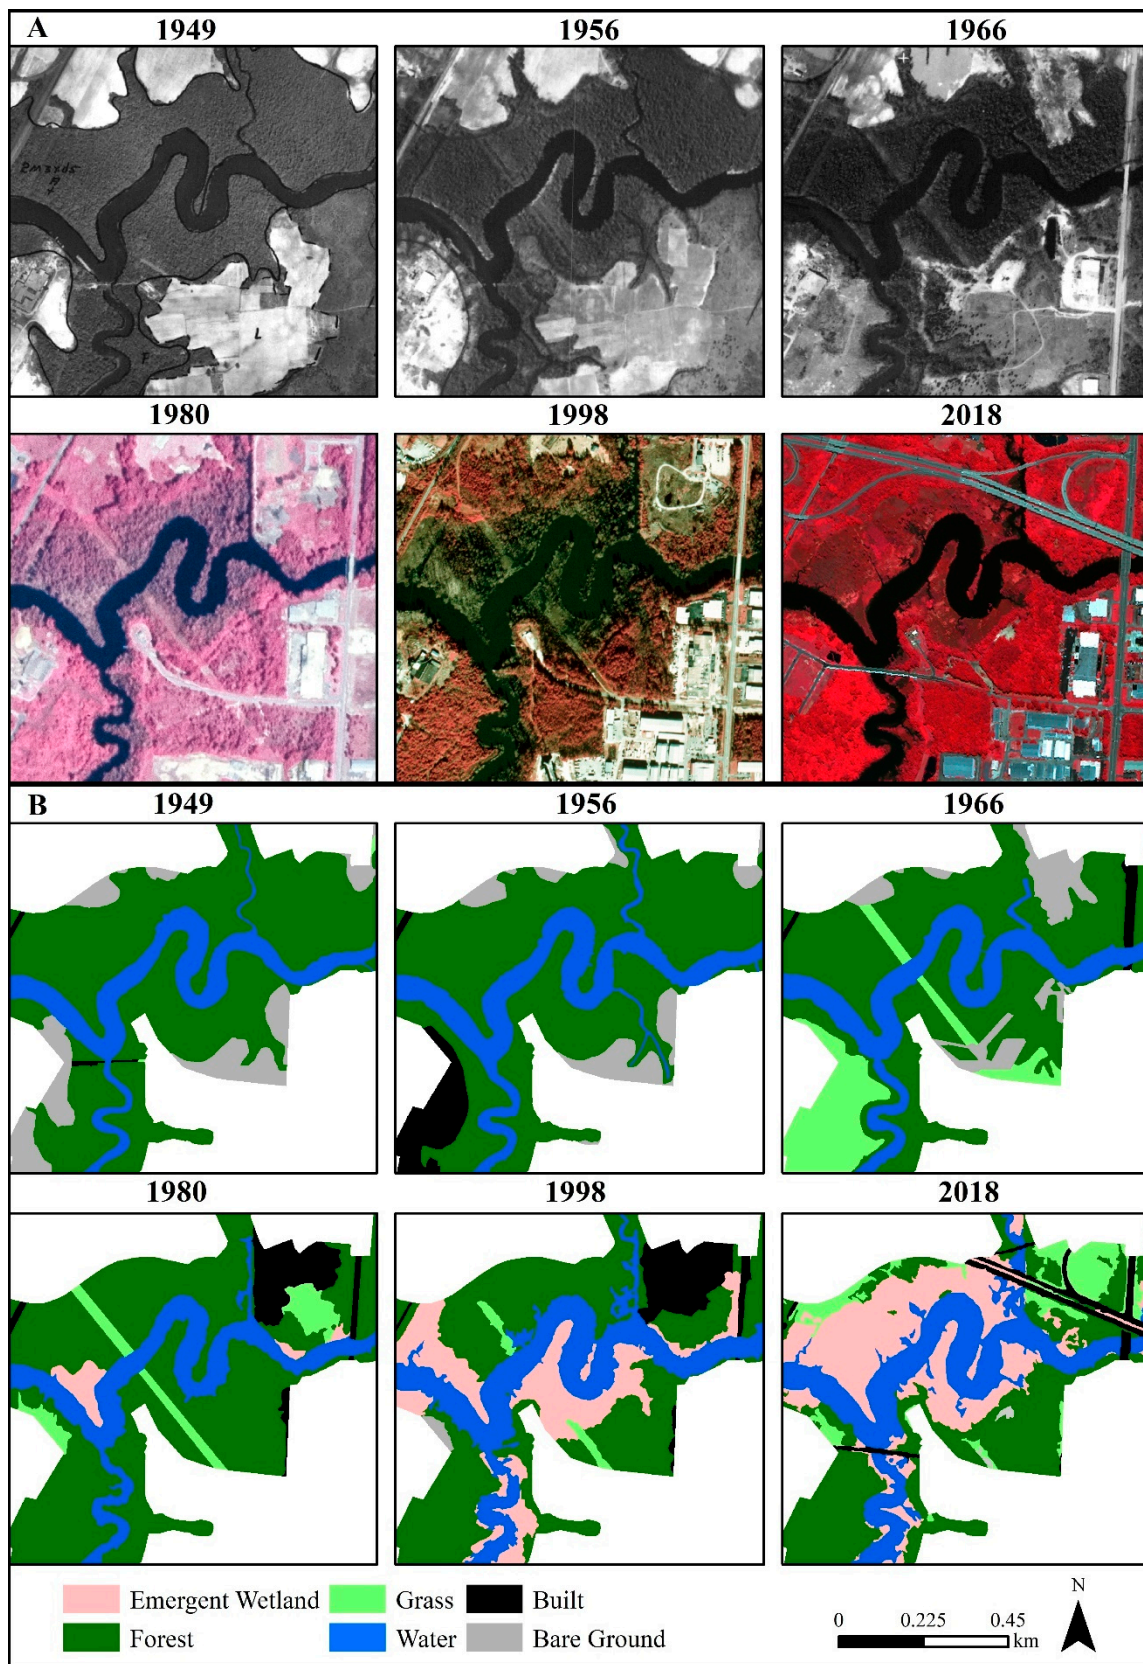 A
1949 1956 1966
L
F
1980 1998 2018
B
1949 1956 1966
1980 1998 2018
Emergent Wetland Grass Built
Forest Water Bare Ground
N
0 0.225 0.45
km